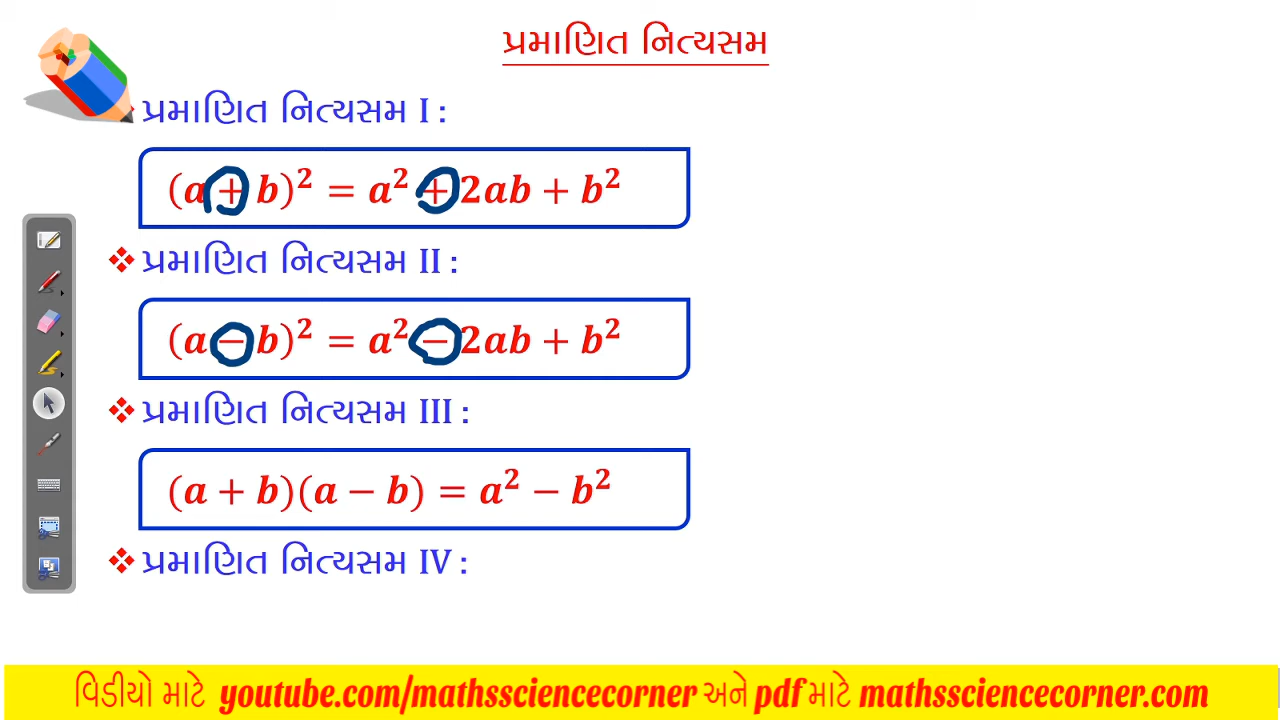 પ્રમાણિત નિત્યસમ
પ્રમાણિત નિત્યસમ I :
(a + b)² = a² + 2ab + b²
❖ પ્રમાણિત નિત્યસમ II :
(a − b)² = a² − 2ab + b²
❖ પ્રમાણિત નિત્યસમ III :
(a + b)(a − b) = a² − b²
❖ પ્રમાણિત નિત્યસમ IV :
વિડીયો માટે youtube.com/mathssciencecorner અને pdf માટે mathssciencecorner.com